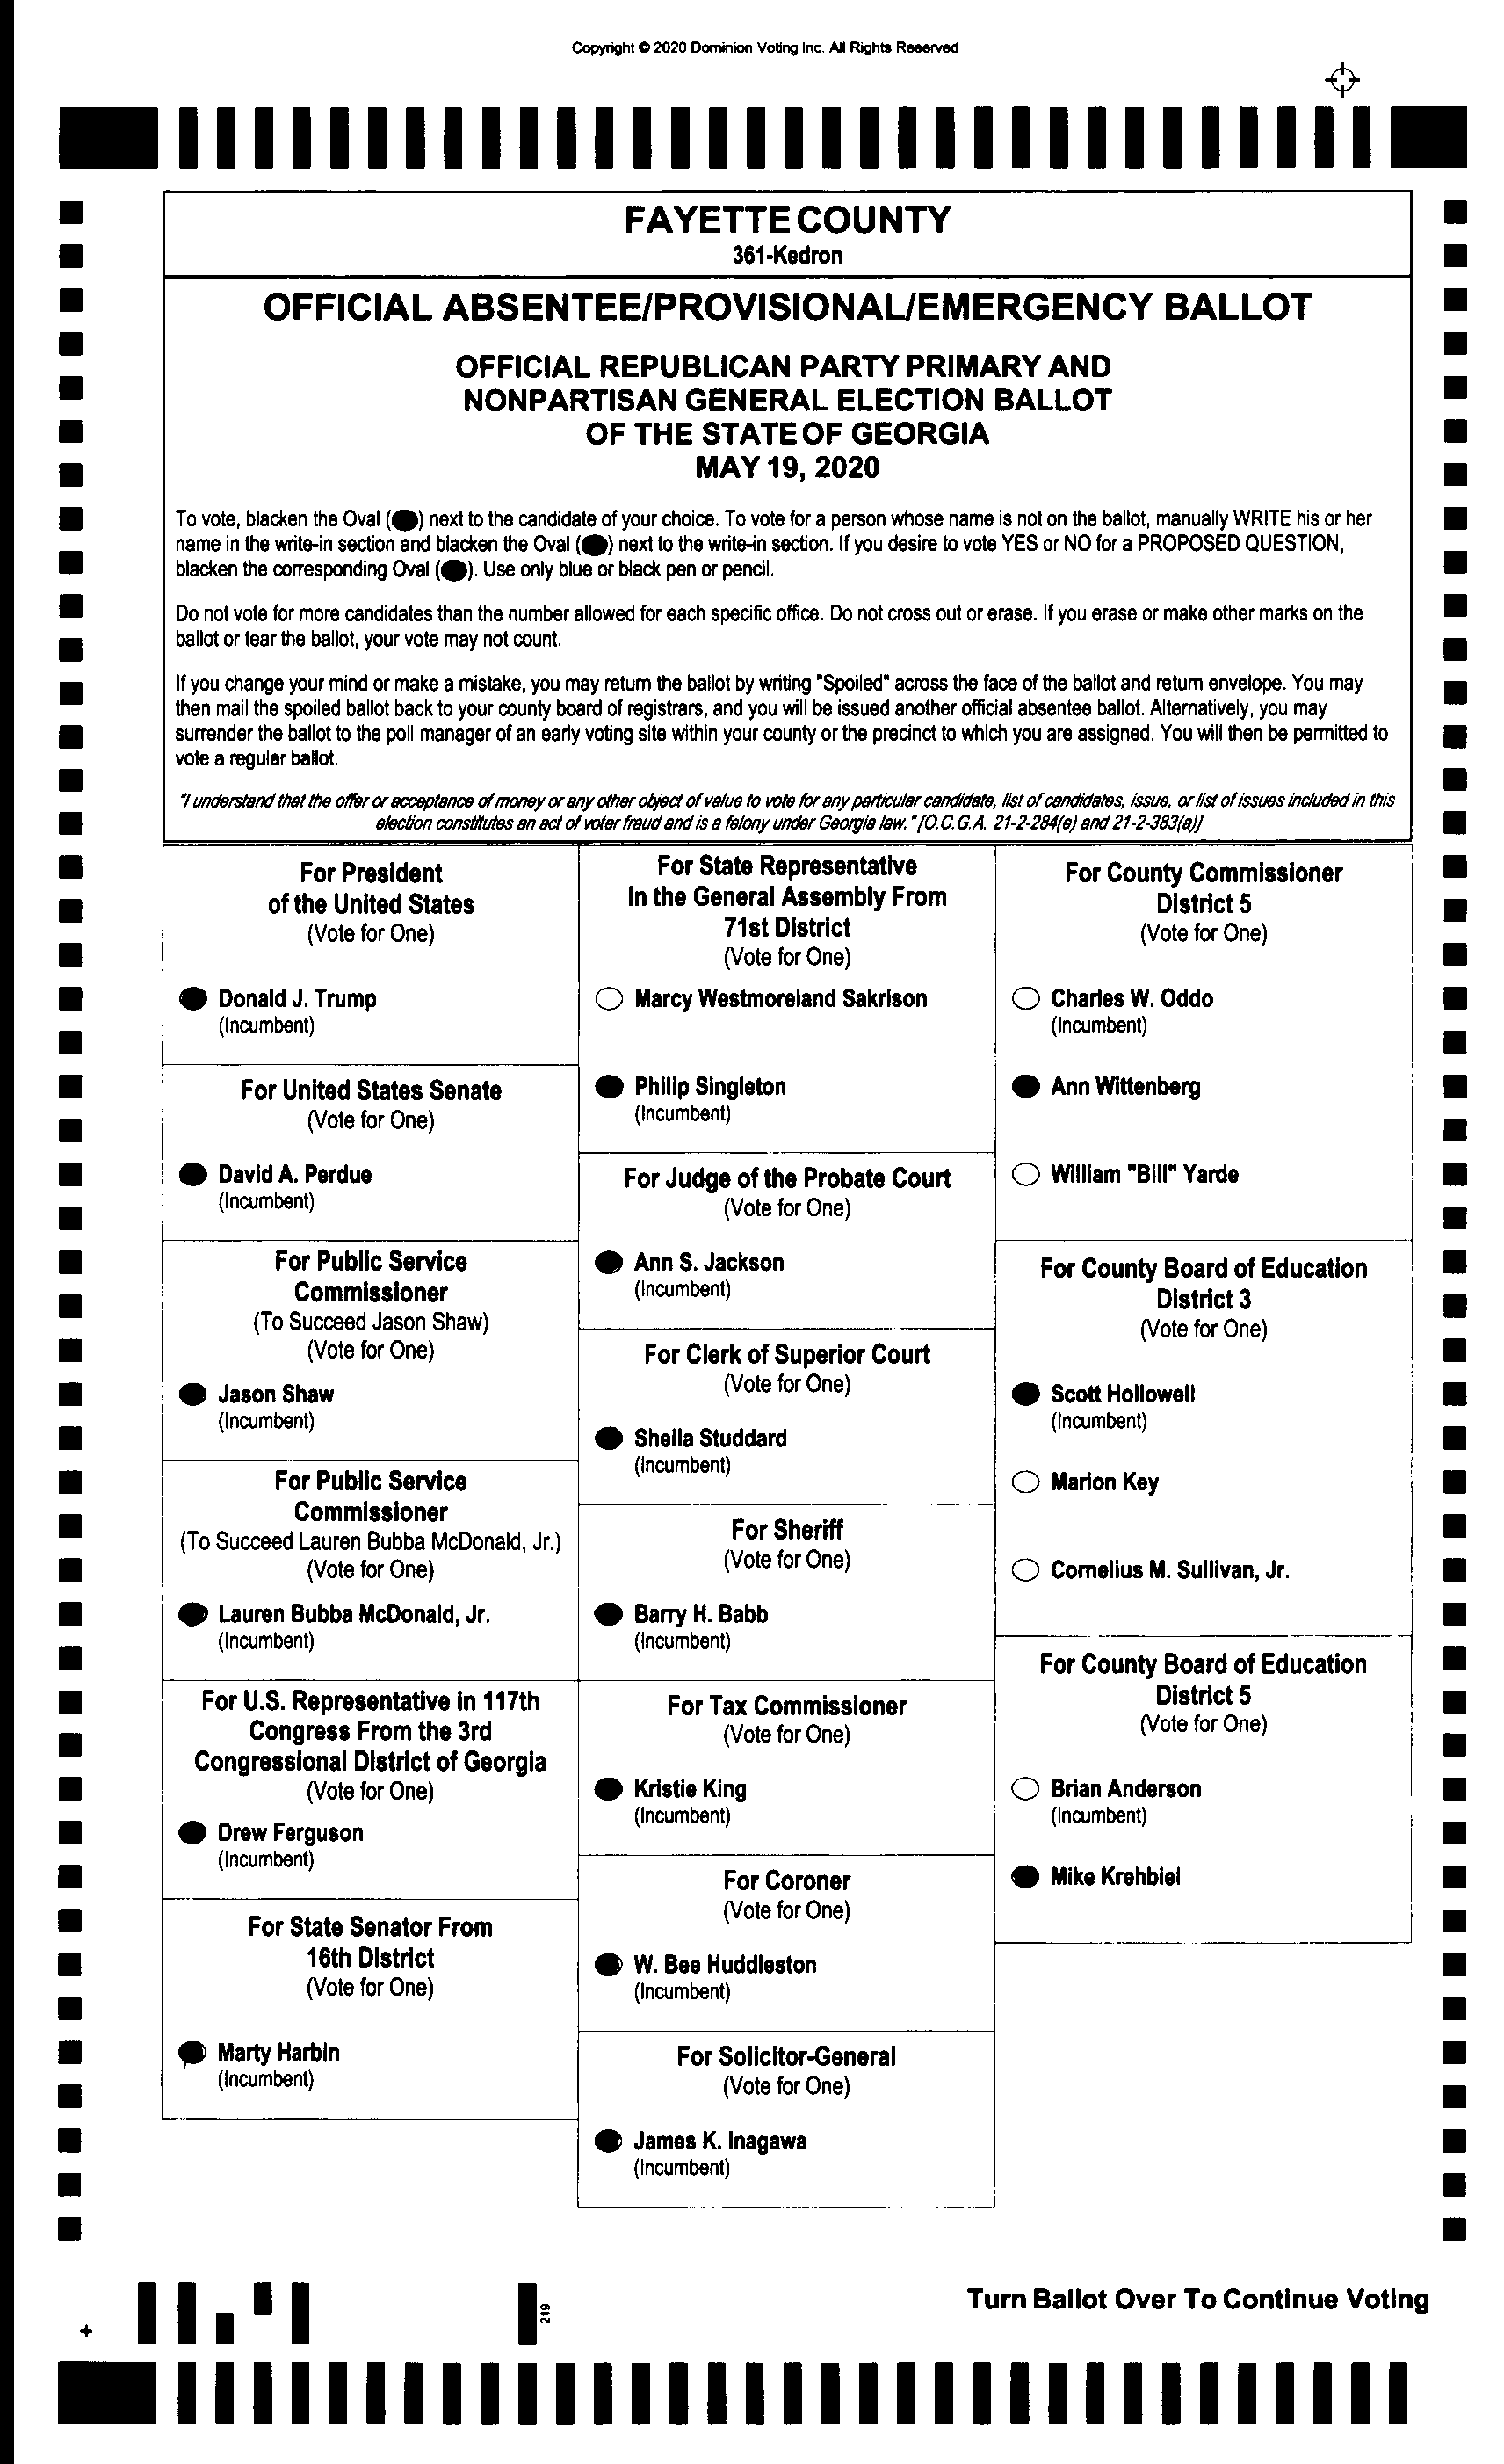 Copyright © 2020 Dominion Voting Inc. All Rights Reserved
FAYETTE COUNTY
361-Kedron
OFFICIAL ABSENTEE/PROVISIONAL/EMERGENCY BALLOT
OFFICIAL REPUBLICAN PARTY PRIMARY AND
NONPARTISAN GENERAL ELECTION BALLOT
OF THE STATE OF GEORGIA
MAY 19, 2020
To vote, blacken the Oval (●) next to the candidate of your choice. To vote for a person whose name is not on the ballot, manually WRITE his or her
name in the write-in section and blacken the Oval (●) next to the write-in section. If you desire to vote YES or NO for a PROPOSED QUESTION,
blacken the corresponding Oval (●). Use only blue or black pen or pencil.
Do not vote for more candidates than the number allowed for each specific office. Do not cross out or erase. If you erase or make other marks on the
ballot or tear the ballot, your vote may not count.
If you change your mind or make a mistake, you may return the ballot by writing "Spoiled" across the face of the ballot and return envelope. You may
then mail the spoiled ballot back to your county board of registrars, and you will be issued another official absentee ballot. Alternatively, you may
surrender the ballot to the poll manager of an early voting site within your county or the precinct to which you are assigned. You will then be permitted to
vote a regular ballot.
"I understand that the offer or acceptance of money or any other object of value to vote for any particular candidate, list of candidates, issue, or list of issues included in this
election constitutes an act of voter fraud and is a felony under Georgia law." [O.C.G.A. 21-2-284(e) and 21-2-383(a)]
For President
of the United States
(Vote for One)
Donald J. Trump
(Incumbent)
For United States Senate
(Vote for One)
David A. Perdue
(Incumbent)
For Public Service
Commissioner
(To Succeed Jason Shaw)
(Vote for One)
Jason Shaw
(Incumbent)
For Public Service
Commissioner
(To Succeed Lauren Bubba McDonald, Jr.)
(Vote for One)
Lauren Bubba McDonald, Jr.
(Incumbent)
For U.S. Representative in 117th
Congress From the 3rd
Congressional District of Georgia
(Vote for One)
Drew Ferguson
(Incumbent)
For State Senator From
16th District
(Vote for One)
Marty Harbin
(Incumbent)
For State Representative
In the General Assembly From
71st District
(Vote for One)
Marcy Westmoreland Sakrison
Philip Singleton
(Incumbent)
For Judge of the Probate Court
(Vote for One)
Ann S. Jackson
(Incumbent)
For Clerk of Superior Court
(Vote for One)
Sheila Studdard
(Incumbent)
For Sheriff
(Vote for One)
Barry H. Babb
(Incumbent)
For Tax Commissioner
(Vote for One)
Kristie King
(Incumbent)
For Coroner
(Vote for One)
W. Bee Huddleston
(Incumbent)
For Solicitor-General
(Vote for One)
James K. Inagawa
(Incumbent)
For County Commissioner
District 5
(Vote for One)
Charles W. Oddo
(Incumbent)
Ann Wittenberg
William "Bill" Yarde
For County Board of Education
District 3
(Vote for One)
Scott Hollowell
(Incumbent)
Marion Key
Cornelius M. Sullivan, Jr.
For County Board of Education
District 5
(Vote for One)
Brian Anderson
(Incumbent)
Mike Krehbiel
Turn Ballot Over To Continue Voting
219